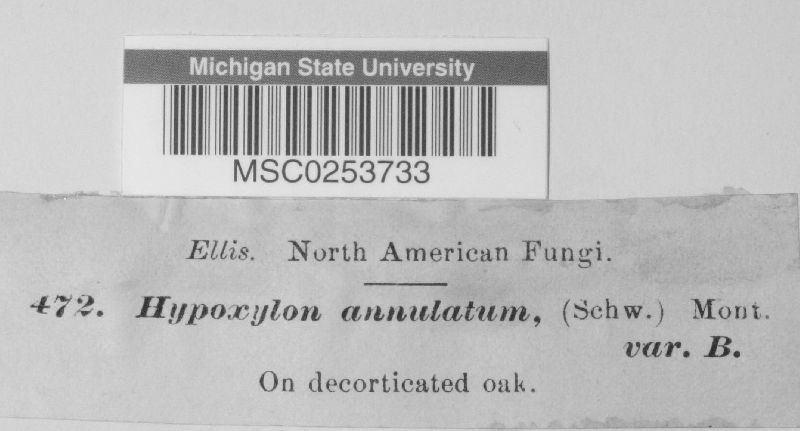 Michigan State University
MSC0253733
Ellis. North American Fungi.
472. Hypoxylon annulatum, (Schw.) Mont.
var. B.
On decorticated oak.